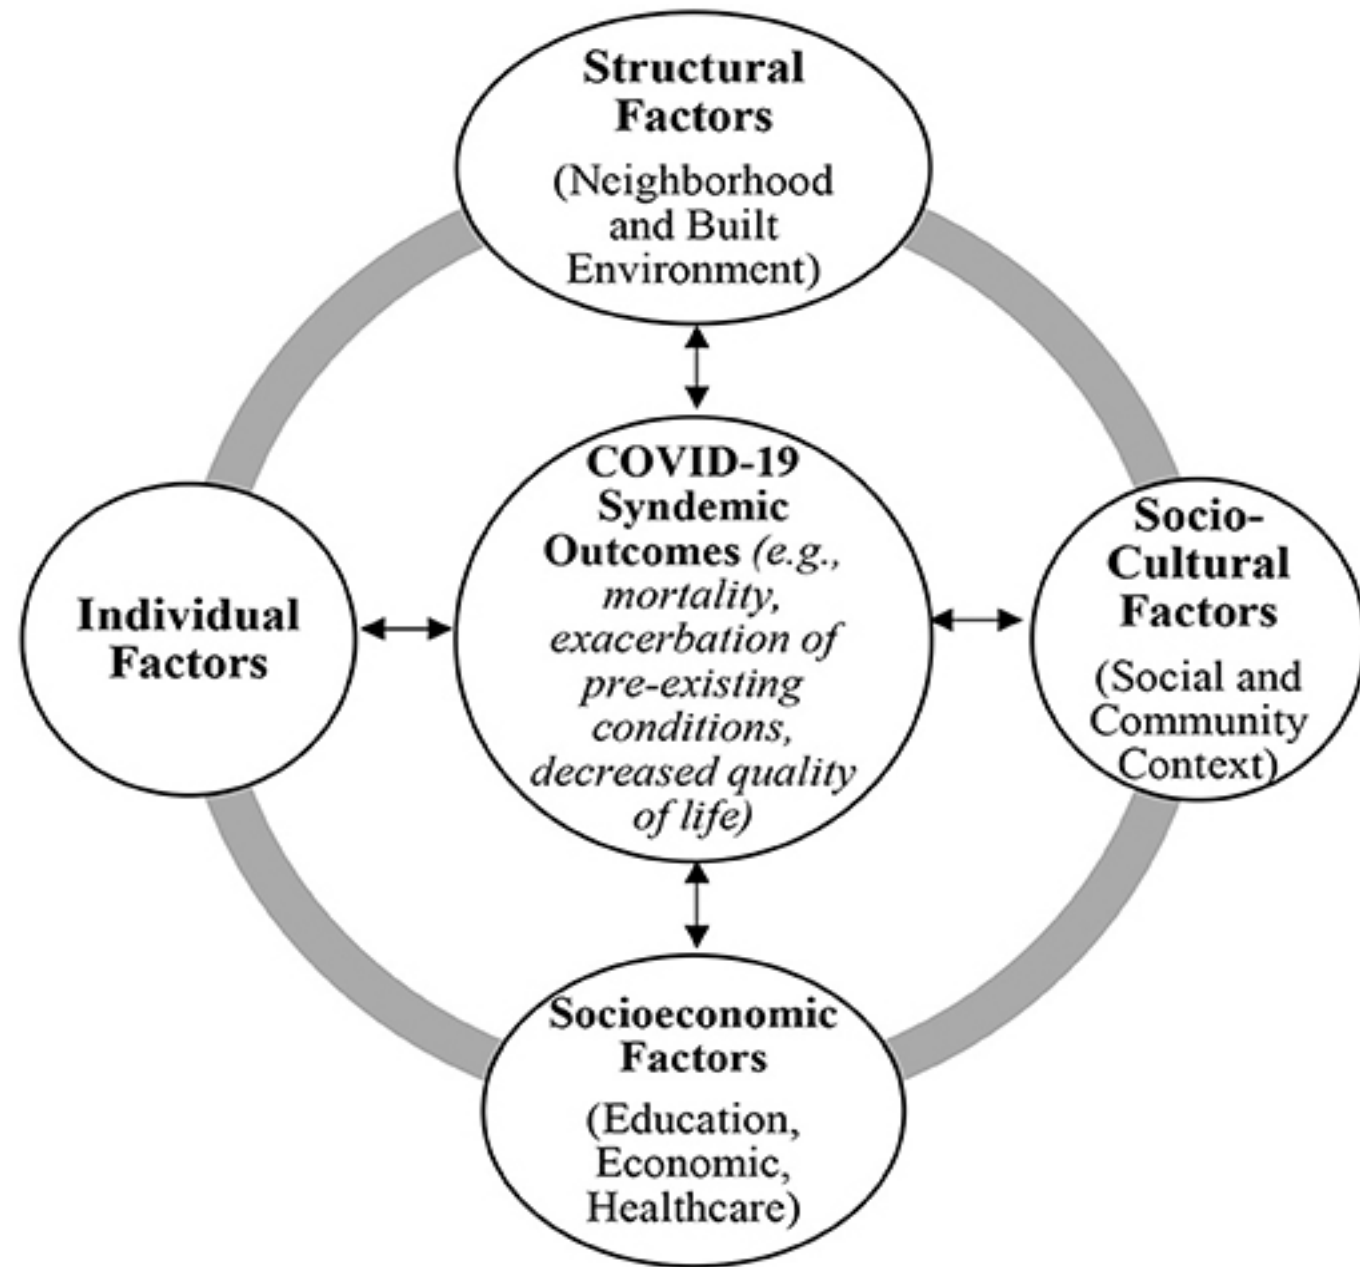 Structural
Factors
(Neighborhood
and Built
Environment)
COVID-19
Syndemic
Outcomes (e.g.,
mortality,
exacerbation of
pre-existing
conditions,
decreased quality
of life)
Individual
Factors
Socio-
Cultural
Factors
(Social and
Community
Context)
Socioeconomic
Factors
(Education,
Economic,
Healthcare)